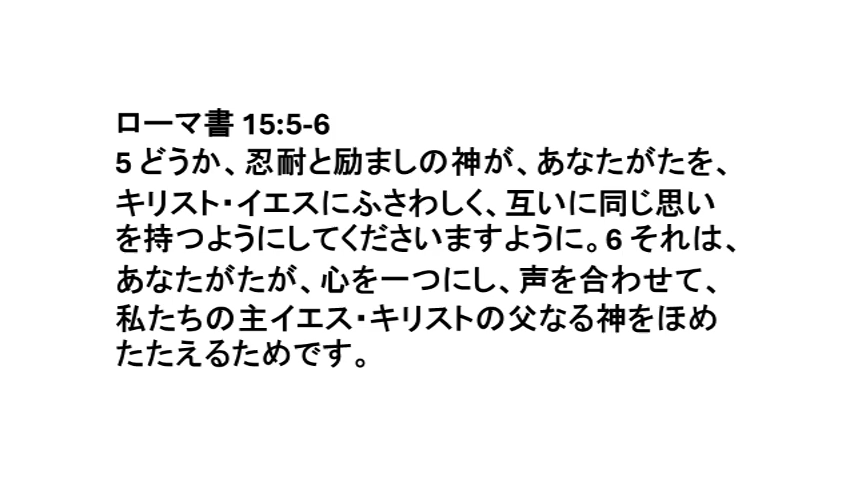 ローマ書 15:5-6
5 どうか、忍耐と励ましの神が、あなたがたを、
キリスト・イエスにふさわしく、互いに同じ思い
を持つようにしてくださいますように。6 それは、
あなたがたが、心を一つにし、声を合わせて、
私たちの主イエス・キリストの父なる神をほめ
たたえるためです。